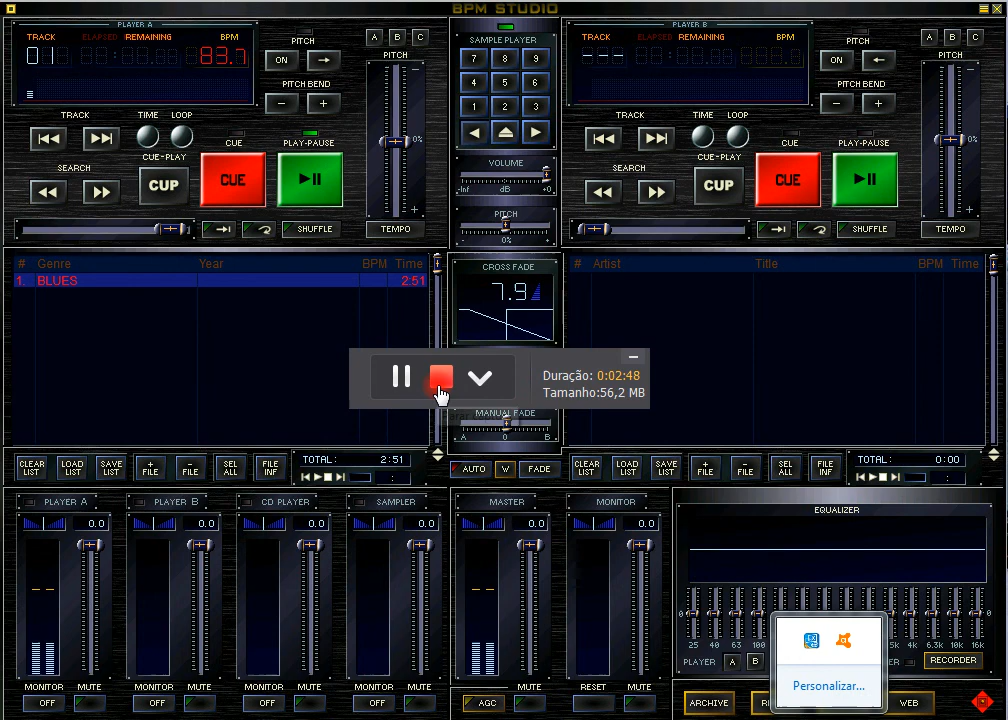 BPM STUDIO
PLAYER A
TRACK ELAPSED REMAINING BPM
01 83.7
PITCH
ON →
PITCH BEND
− +
A B C
PITCH
−
0%
+
TEMPO
TRACK TIME LOOP
CUE PLAY-PAUSE
SEARCH CUE-PLAY
CUP CUE
SHUFFLE
SAMPLE PLAYER
7 8 9
4 5 6
1 2 3
VOLUME
-Inf dB +0
PITCH
- 0% +
PLAYER B
TRACK ELAPSED REMAINING BPM
PITCH
ON ←
PITCH BEND
− +
A B C
PITCH
−
0%
+
TEMPO
TRACK TIME LOOP
CUE PLAY-PAUSE
SEARCH CUE-PLAY
CUP CUE
SHUFFLE
# Genre Year BPM Time
1. BLUES 2:51
CROSS FADE
7.9
# Artist Title BPM Time
Duração: 0:02:48
Tamanho:56,2 MB
MANUAL FADE
A 0 B
CLEAR LIST
LOAD LIST
SAVE LIST
+ FILE
− FILE
SEL ALL
FILE INF
TOTAL: 2:51
AUTO W FADE
CLEAR LIST
LOAD LIST
SAVE LIST
+ FILE
− FILE
SEL ALL
FILE INF
TOTAL: 0:00
PLAYER A PLAYER B CD PLAYER SAMPLER MASTER MONITOR
0.0 0.0 0.0 0.0 0.0 0.0
MONITOR MUTE MONITOR MUTE MONITOR MUTE MONITOR MUTE MUTE RESET MUTE
OFF OFF OFF OFF AGC
EQUALIZER
0 0
25 40 63 100 4k 6.3k 10k 16k
PLAYER A B RECORDER
Personalizar...
ARCHIVE WEB